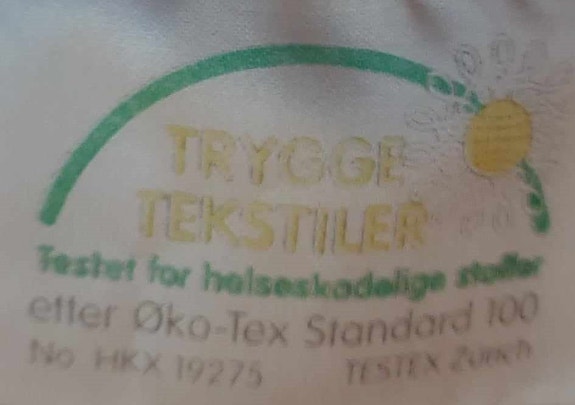 TRYGGE
TEKSTILER
Testet for helseskadelige stoffer
etter Øko-Tex Standard 100
No HKX 19275 TESTEX Zürich